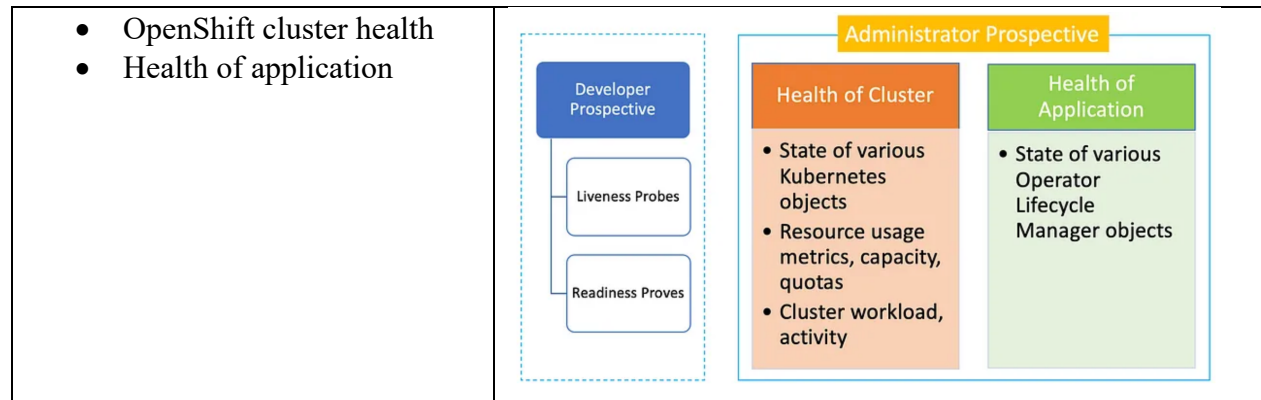 • OpenShift cluster health
• Health of application
Administrator Prospective
Developer
Prospective
Liveness Probes
Readiness Proves
Health of Cluster
• State of various
Kubernetes
objects
• Resource usage
metrics, capacity,
quotas
• Cluster workload,
activity
Health of
Application
• State of various
Operator
Lifecycle
Manager objects